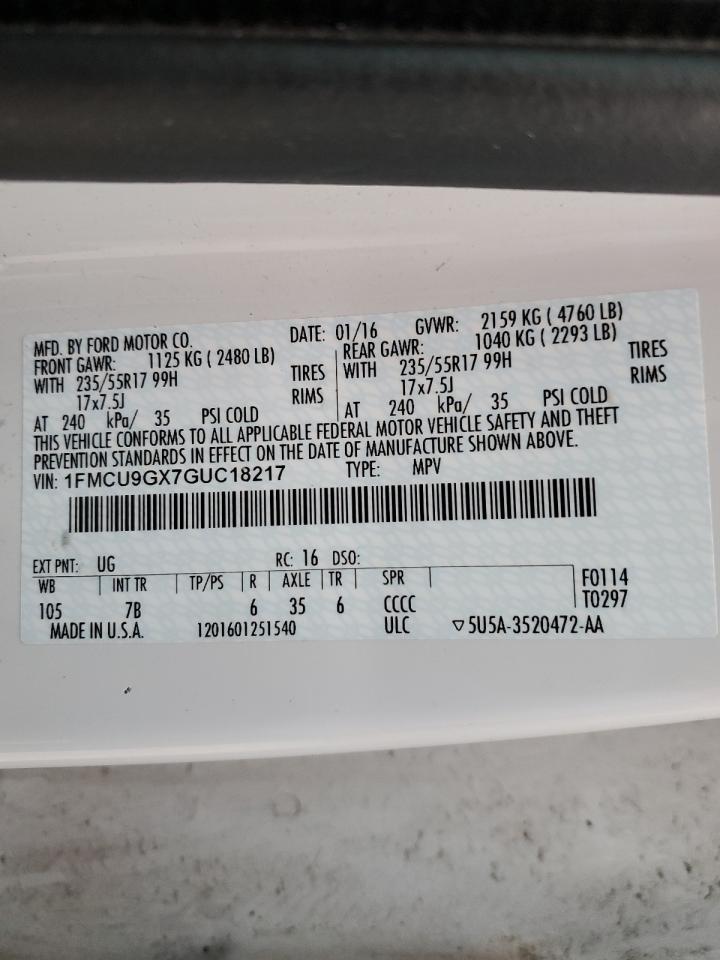 MFD. BY FORD MOTOR CO. DATE: 01/16 GVWR: 2159 KG ( 4760 LB)
FRONT GAWR: 1125 KG ( 2480 LB) REAR GAWR: 1040 KG ( 2293 LB)
WITH 235/55R17 99H TIRES WITH 235/55R17 99H TIRES
17x7.5J RIMS 17x7.5J RIMS
AT 240 kPa/ 35 PSI COLD AT 240 kPa/ 35 PSI COLD
THIS VEHICLE CONFORMS TO ALL APPLICABLE FEDERAL MOTOR VEHICLE SAFETY AND THEFT
PREVENTION STANDARDS IN EFFECT ON THE DATE OF MANUFACTURE SHOWN ABOVE.
VIN: 1FMCU9GX7GUC18217 TYPE: MPV
EXT PNT: UG RC: 16 DSO:
WB INT TR TP/PS R AXLE TR SPR F0114
105 7B 6 35 6 CCCC T0297
MADE IN U.S.A. 1201601251540 ULC ▽5U5A-3520472-AA